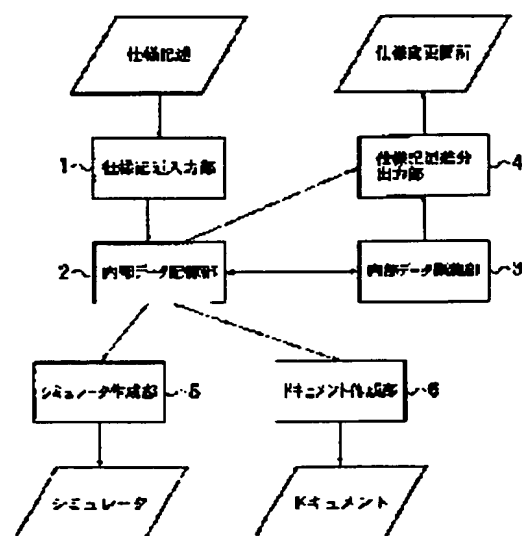 仕様記述
仕様変更箇所
1
仕様記述入力部
仕様記述差分
出力部
4
2
内部データ記憶部
内部データ
3
シミュレータ作成部
5
ドキュメント作成部
6
シミュレータ
ドキュメント